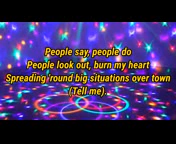 People say, people do
People look out, burn my heart
Spreading round big situations over town
(Tell me)